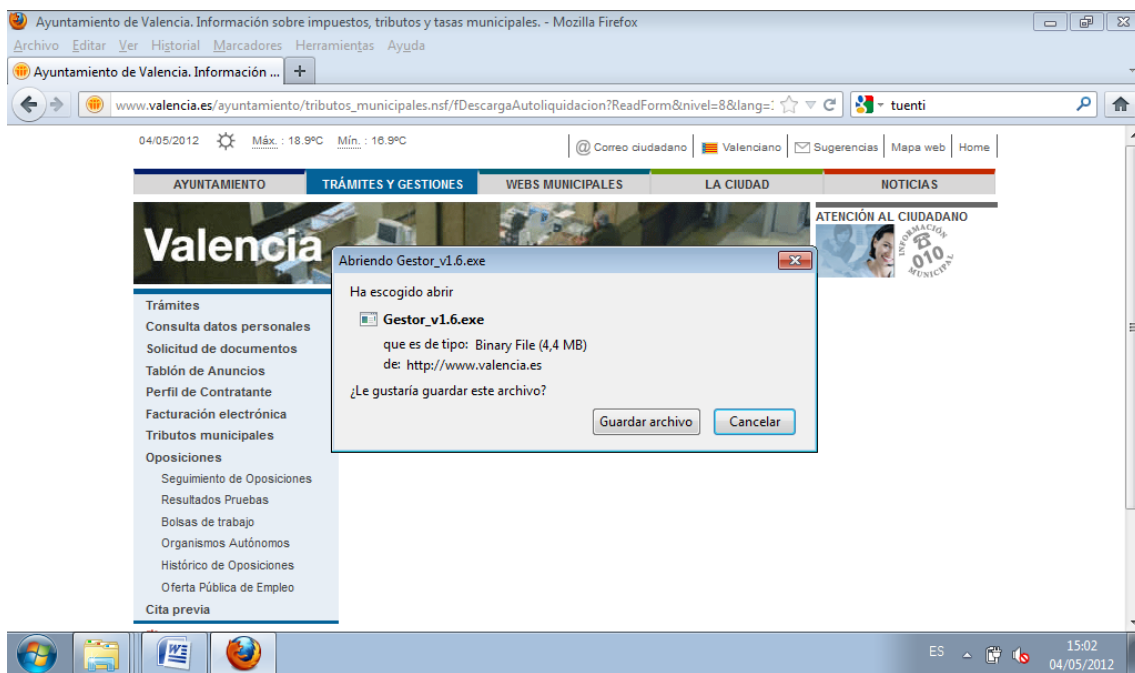 Ayuntamiento de Valencia. Información sobre impuestos, tributos y tasas municipales. - Mozilla Firefox
Archivo Editar Ver Historial Marcadores Herramientas Ayuda
Ayuntamiento de Valencia. Información ...
www.valencia.es/ayuntamiento/tributos_municipales.nsf/fDescargaAutoliquidacion?ReadForm&nivel=8&lang=
tuenti
04/05/2012 Máx. : 18.9ºC Mín. : 16.9ºC
@ Correo ciudadano Valenciano Sugerencias Mapa web Home
AYUNTAMIENTO TRÁMITES Y GESTIONES WEBS MUNICIPALES LA CIUDAD NOTICIAS
Valencia
ATENCIÓN AL CIUDADANO
INFORMACIÓN
010
MUNICIPAL
Abriendo Gestor_v1.6.exe
Ha escogido abrir
Gestor_v1.6.exe
que es de tipo: Binary File (4,4 MB)
de: http://www.valencia.es
¿Le gustaría guardar este archivo?
Guardar archivo Cancelar
Trámites
Consulta datos personales
Solicitud de documentos
Tablón de Anuncios
Perfil de Contratante
Facturación electrónica
Tributos municipales
Oposiciones
Seguimiento de Oposiciones
Resultados Pruebas
Bolsas de trabajo
Organismos Autónomos
Histórico de Oposiciones
Oferta Pública de Empleo
Cita previa
ES
15:02
04/05/2012